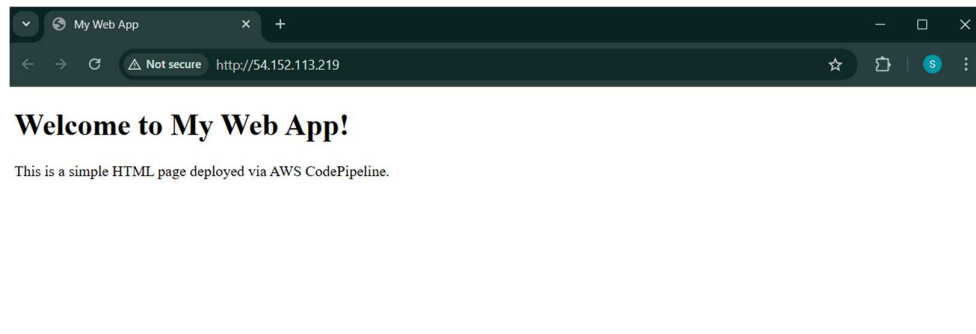 My Web App
Not secure http://54.152.113.219
S
Welcome to My Web App!
This is a simple HTML page deployed via AWS CodePipeline.